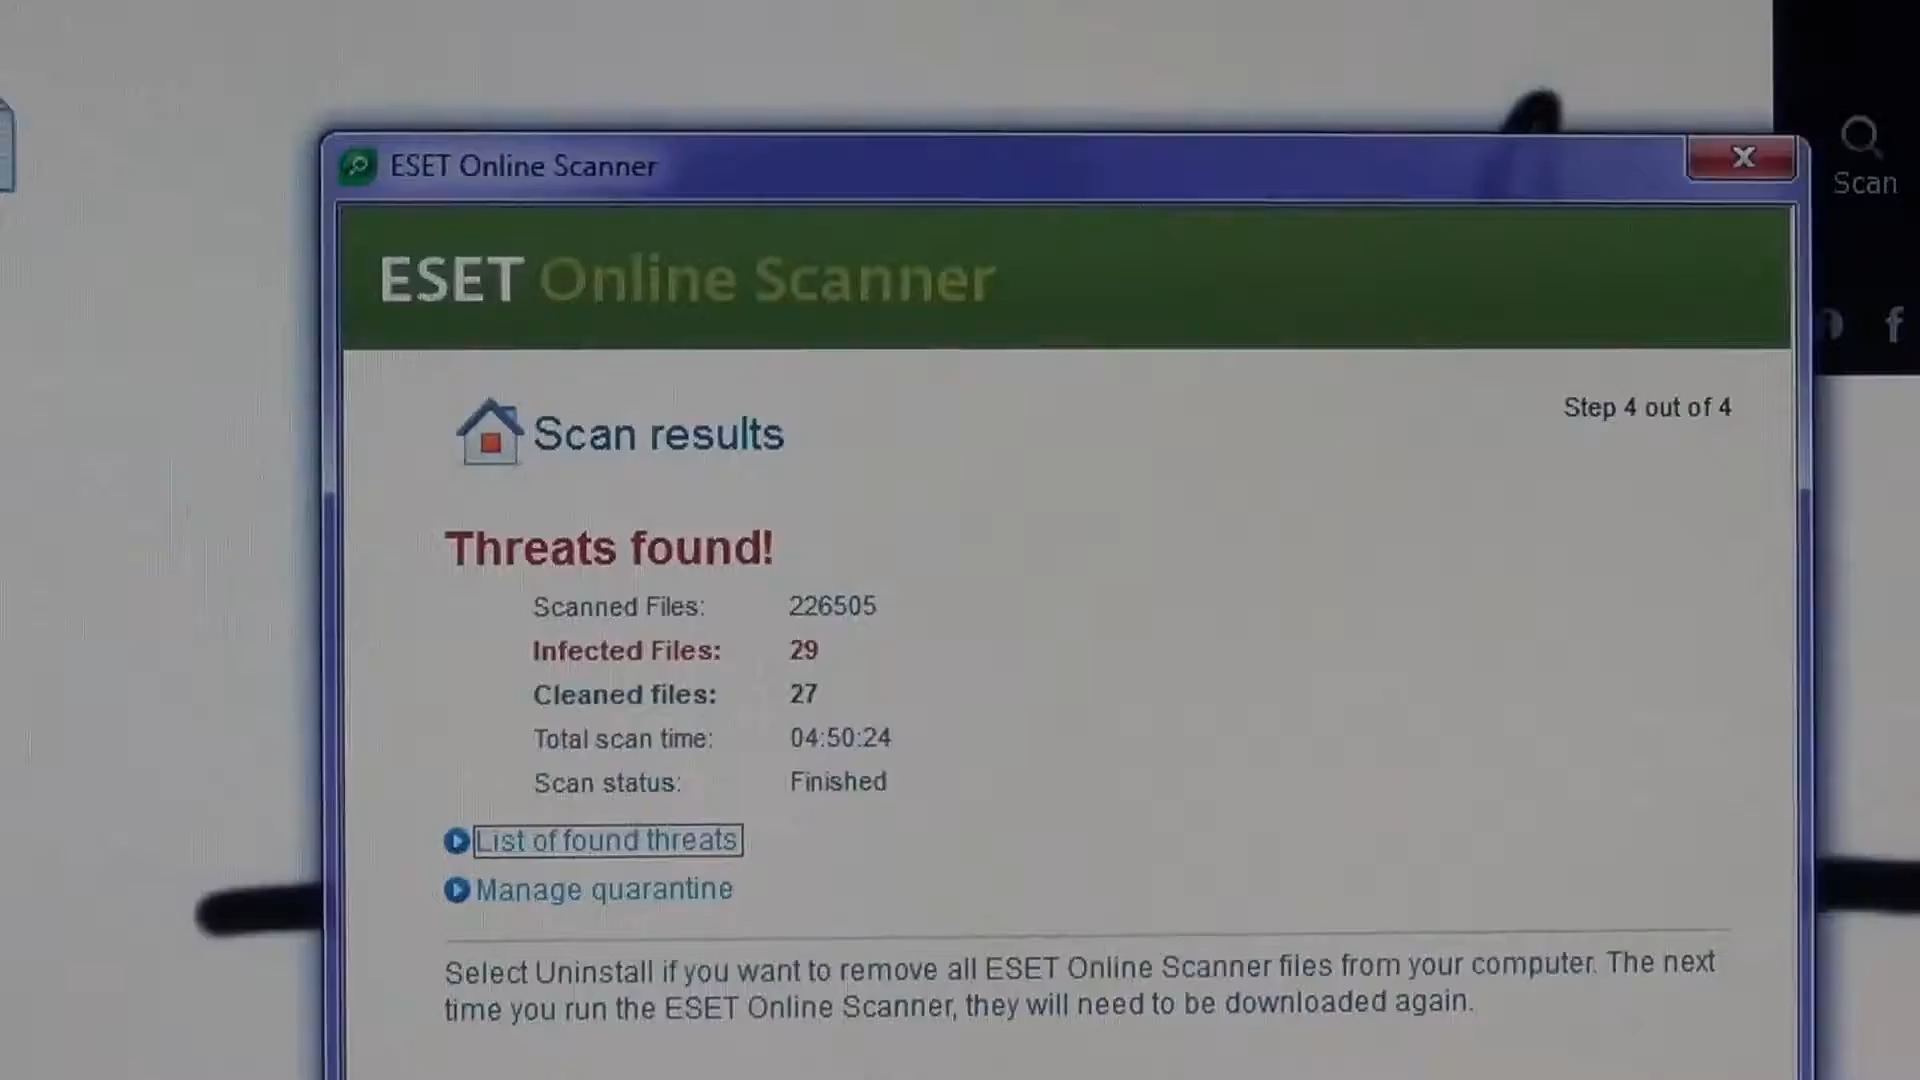 ESET Online Scanner
Scan
ESET Online Scanner
f
Scan results
Step 4 out of 4
Threats found!
Scanned Files: 226505
Infected Files: 29
Cleaned files: 27
Total scan time: 04:50:24
Scan status: Finished
List of found threats
Manage quarantine
Select Uninstall if you want to remove all ESET Online Scanner files from your computer. The next
time you run the ESET Online Scanner, they will need to be downloaded again.